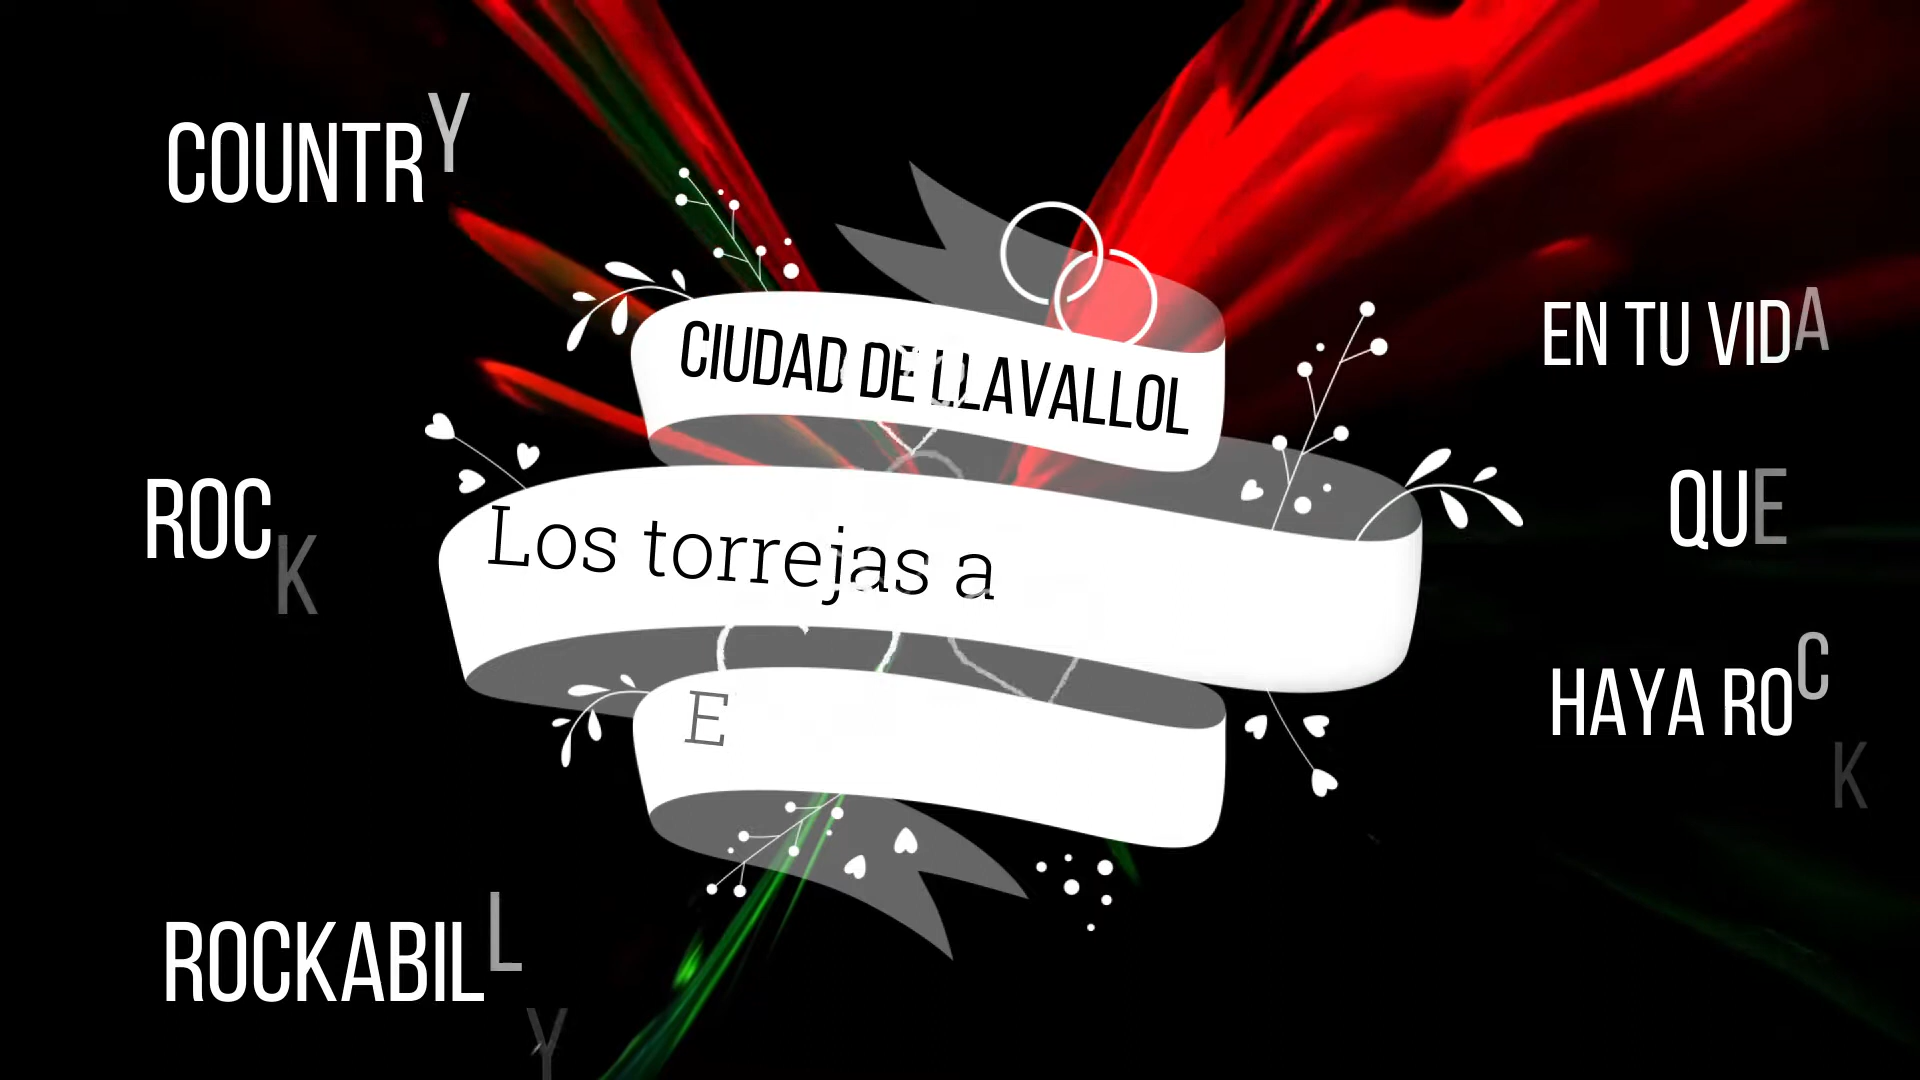 COUNTRY
ROCK
ROCKABILLY
CIUDAD DE LLAVALLOL
Los torrejas a
E
EN TU VIDA
QUE
HAYA ROCK